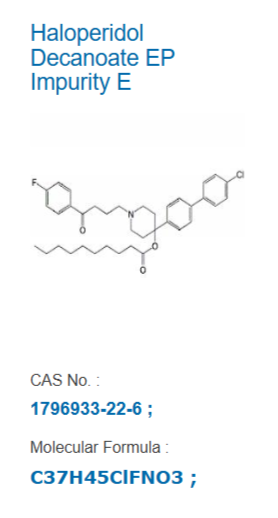 Haloperidol
Decanoate EP
Impurity E
Cl
F
N
O
O
O
CAS No. :
1796933-22-6 ;
Molecular Formula :
C37H45ClFNO3 ;